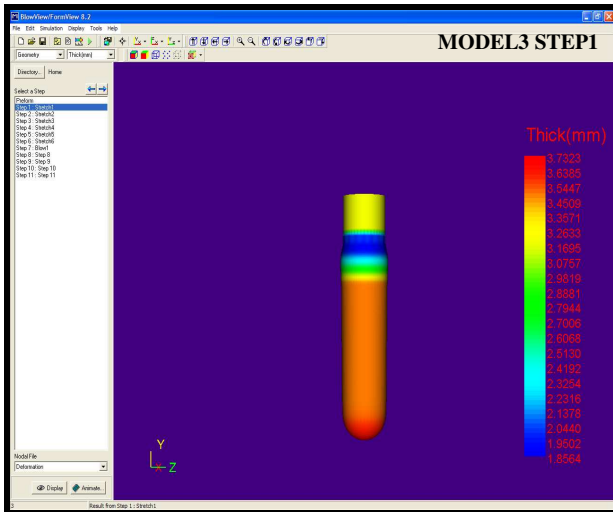 BlowView/FormView 8.2
File Edit Simulation Display Tools Help
MODEL3 STEP1
Geometry Thick(mm)
Directory... Home
Select a Step
Preform
Step 1 : Stretch1
Step 2 : Stretch2
Step 3 : Stretch3
Step 4 : Stretch4
Step 5 : Stretch5
Step 6 : Stretch6
Step 7 : Blow1
Step 8 : Step 8
Step 9 : Step 9
Step 10 : Step 10
Step 11 : Step 11
Thick(mm)
3.7323
3.6385
3.5447
3.4509
3.3571
3.2633
3.1695
3.0757
2.9819
2.8881
2.7944
2.7006
2.6068
2.5130
2.4192
2.3254
2.2316
2.1378
2.0440
1.9502
1.8564
Y
X Z
Nodal File
Deformation
Display Animate...
3 Result from Step 1 : Stretch1